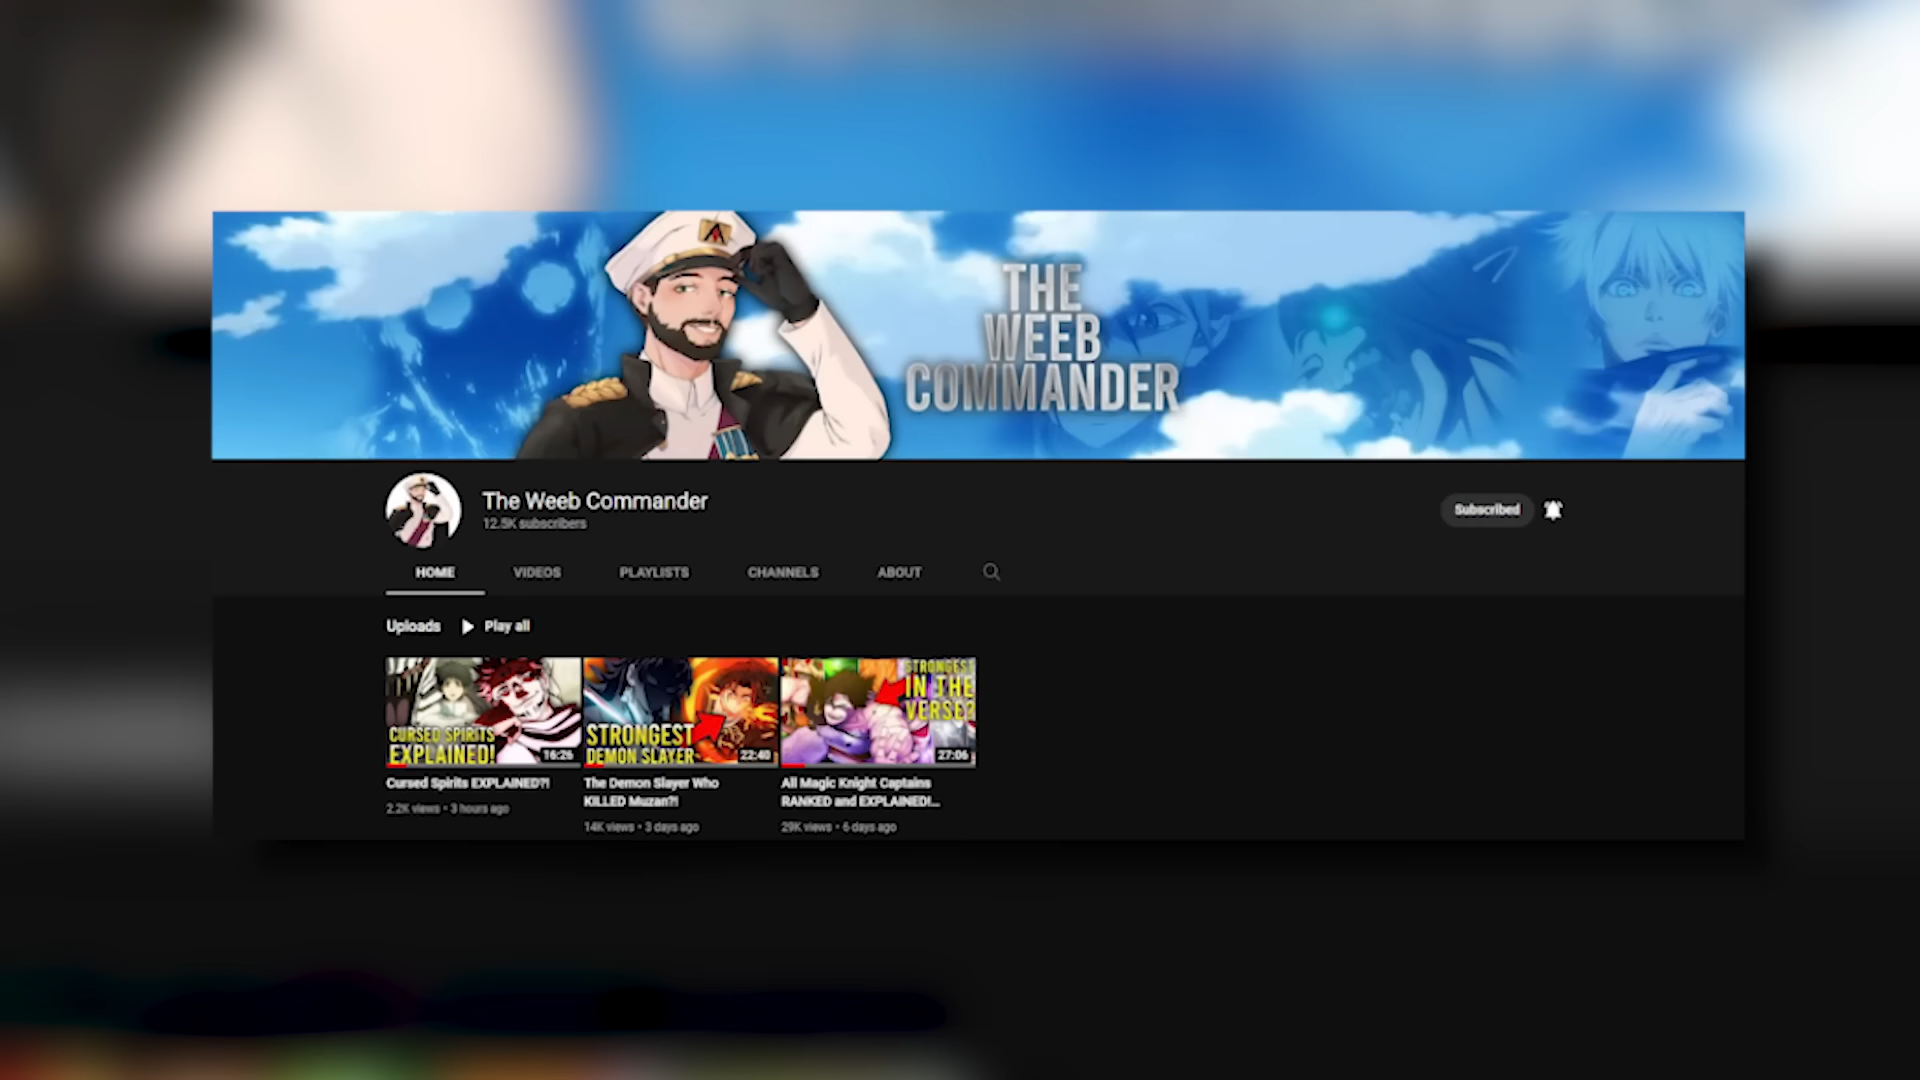 THE
WEEB
COMMANDER
The Weeb Commander
12.5K subscribers
Subscribed
HOME VIDEOS PLAYLISTS CHANNELS ABOUT
Uploads Play all
CURSED SPIRITS
EXPLAINED!
16:26
STRONGEST
DEMON SLAYER
22:40
STRONGEST
IN THE
VERSE?
27:06
Cursed Spirits EXPLAINED?!
2.2K views • 3 hours ago
The Demon Slayer Who
KILLED Muzan?!
14K views • 3 days ago
All Magic Knight Captains
RANKED and EXPLAINED!...
29K views • 6 days ago